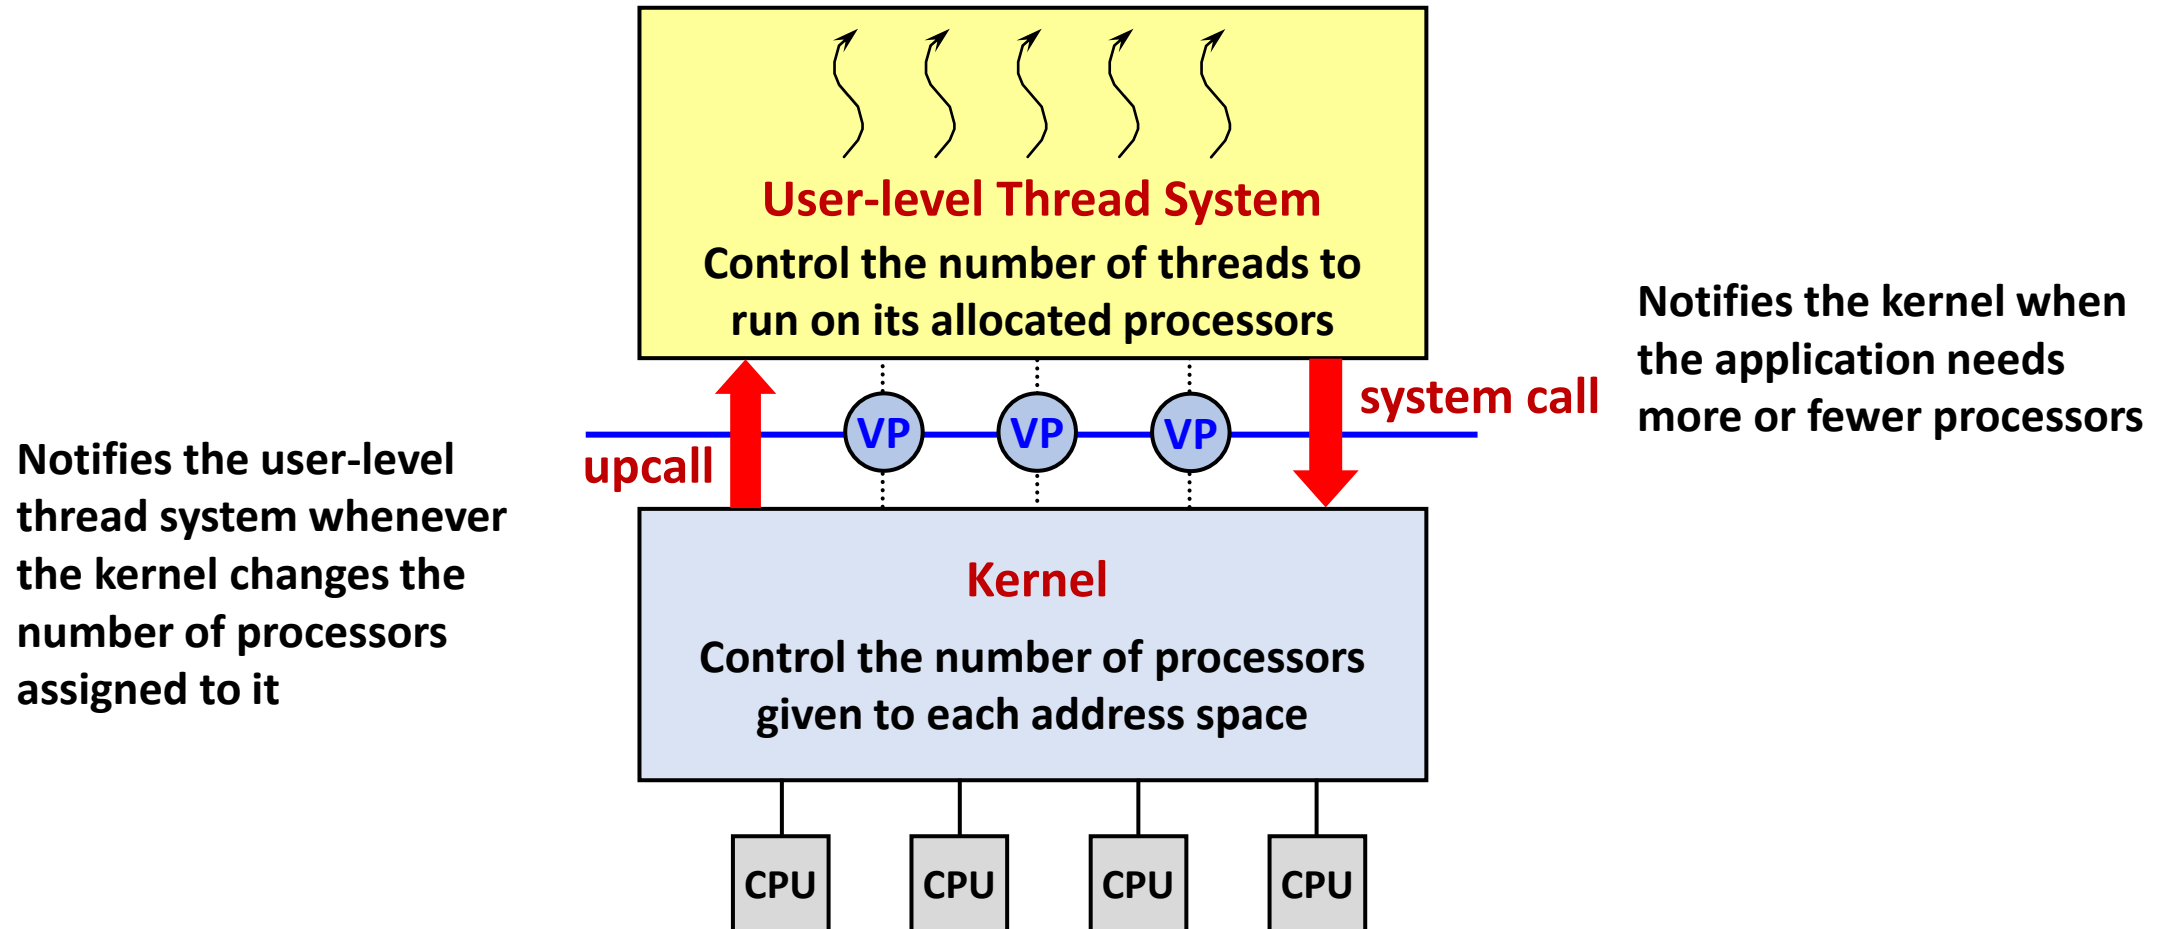 User-level Thread System
Control the number of threads to
run on its allocated processors
Notifies the kernel when
the application needs
more or fewer processors
system call
VP VP VP
upcall
Notifies the user-level
thread system whenever
the kernel changes the
number of processors
assigned to it
Kernel
Control the number of processors
given to each address space
CPU CPU CPU CPU